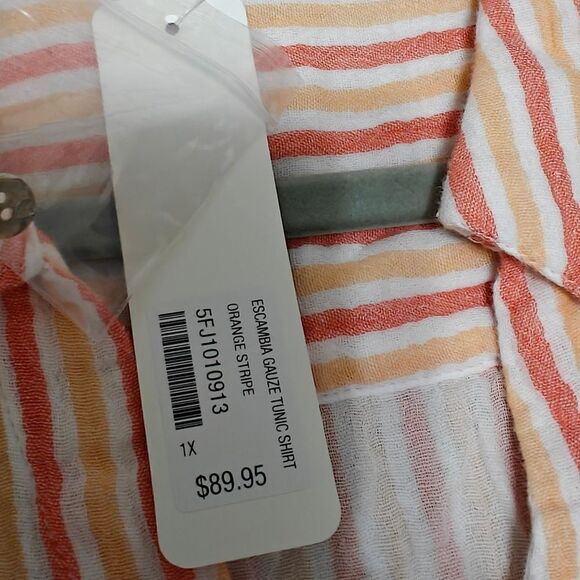 ESCAMBIA GAUZE TUNIC SHIRT
ORANGE STRIPE
5FJ1010913
1X
$89.95